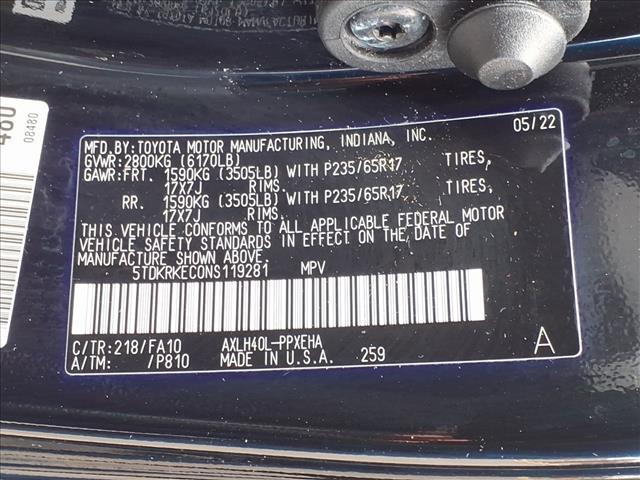 480
08480
MFD. BY: TOYOTA MOTOR MANUFACTURING, INDIANA, INC. 05/22
GVWR: 2800KG (6170LB)
GAWR: FRT. 1590KG (3505LB) WITH P235/65R17 TIRES,
17X7J RIMS.
RR. 1590KG (3505LB) WITH P235/65R17 TIRES,
17X7J RIMS.
THIS VEHICLE CONFORMS TO ALL APPLICABLE FEDERAL MOTOR
VEHICLE SAFETY STANDARDS IN EFFECT ON THE DATE OF
MANUFACTURE SHOWN ABOVE.
5TDKRKEC0NS119281 MPV
C/TR: 218/FA10 AXLH40L-PPXEHA
A/TM: /P810 MADE IN U.S.A. 259 A